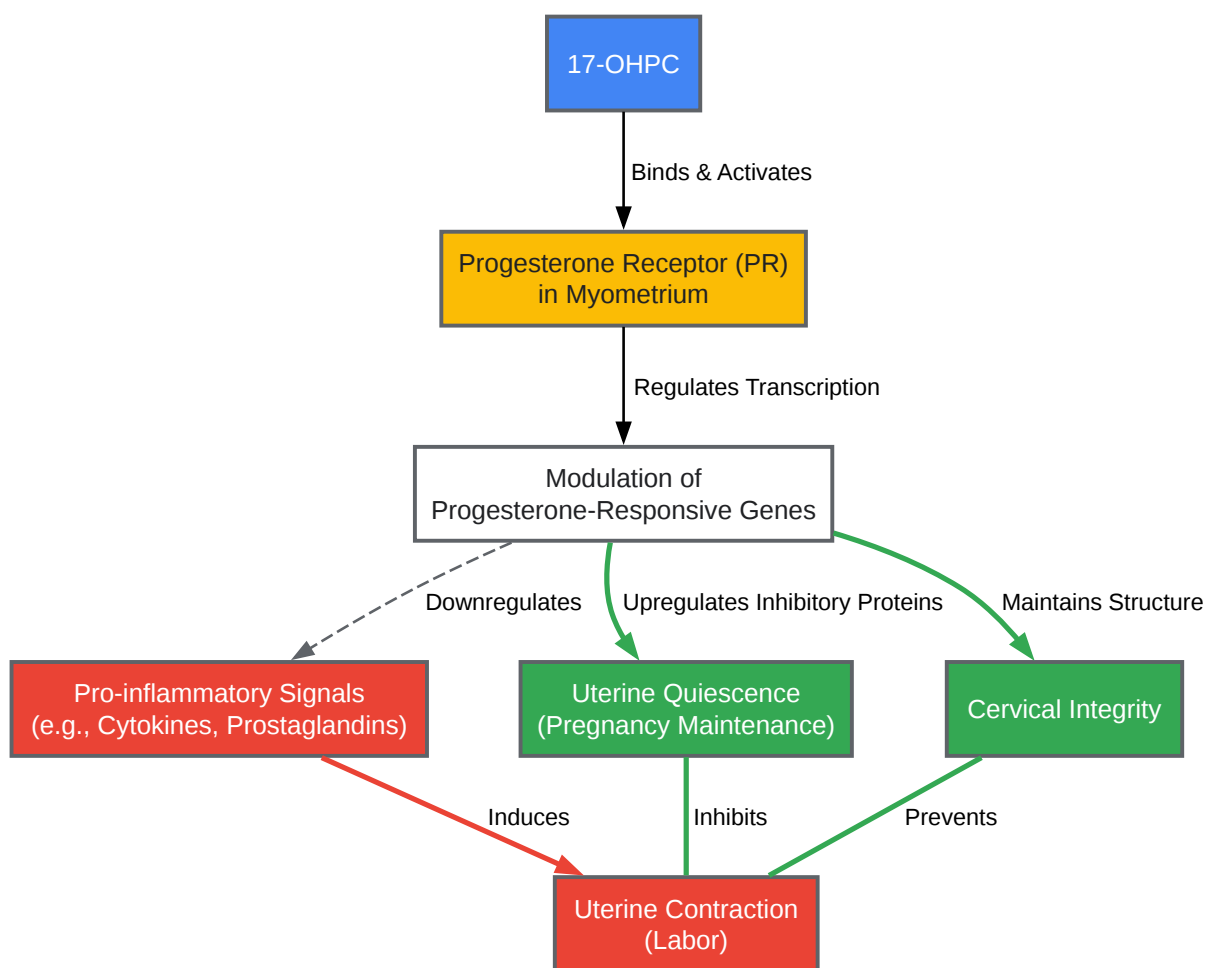 17-OHPC
Binds & Activates
Progesterone Receptor (PR)
in Myometrium
Regulates Transcription
Modulation of
Progesterone-Responsive Genes
Downregulates
Upregulates Inhibitory Proteins
Maintains Structure
Pro-inflammatory Signals
(e.g., Cytokines, Prostaglandins)
Uterine Quiescence
(Pregnancy Maintenance)
Cervical Integrity
Induces
Inhibits
Prevents
Uterine Contraction
(Labor)